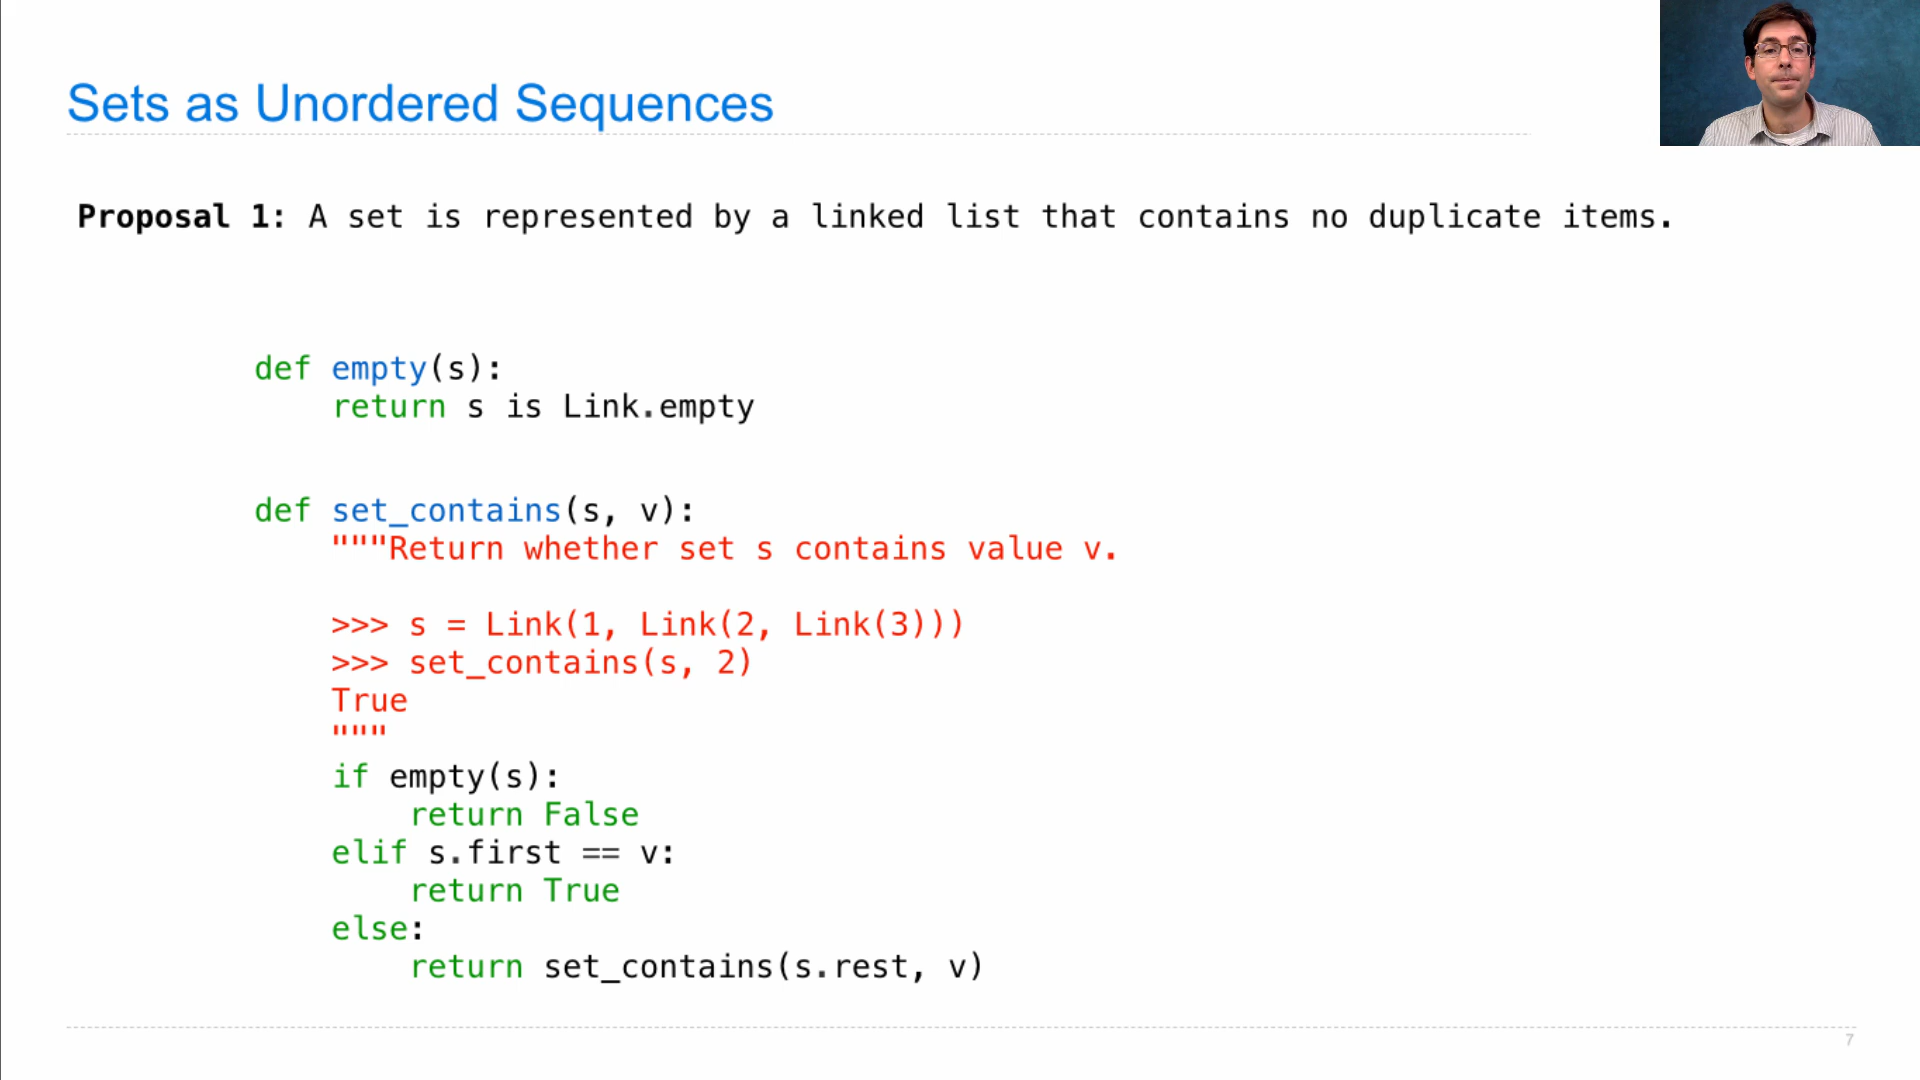 Sets as Unordered Sequences
Proposal 1: A set is represented by a linked list that contains no duplicate items.
def empty(s):
    return s is Link.empty
def set_contains(s, v):
    """Return whether set s contains value v.
    >>> s = Link(1, Link(2, Link(3)))
    >>> set_contains(s, 2)
    True
    """
    if empty(s):
        return False
    elif s.first == v:
        return True
    else:
        return set_contains(s.rest, v)
7